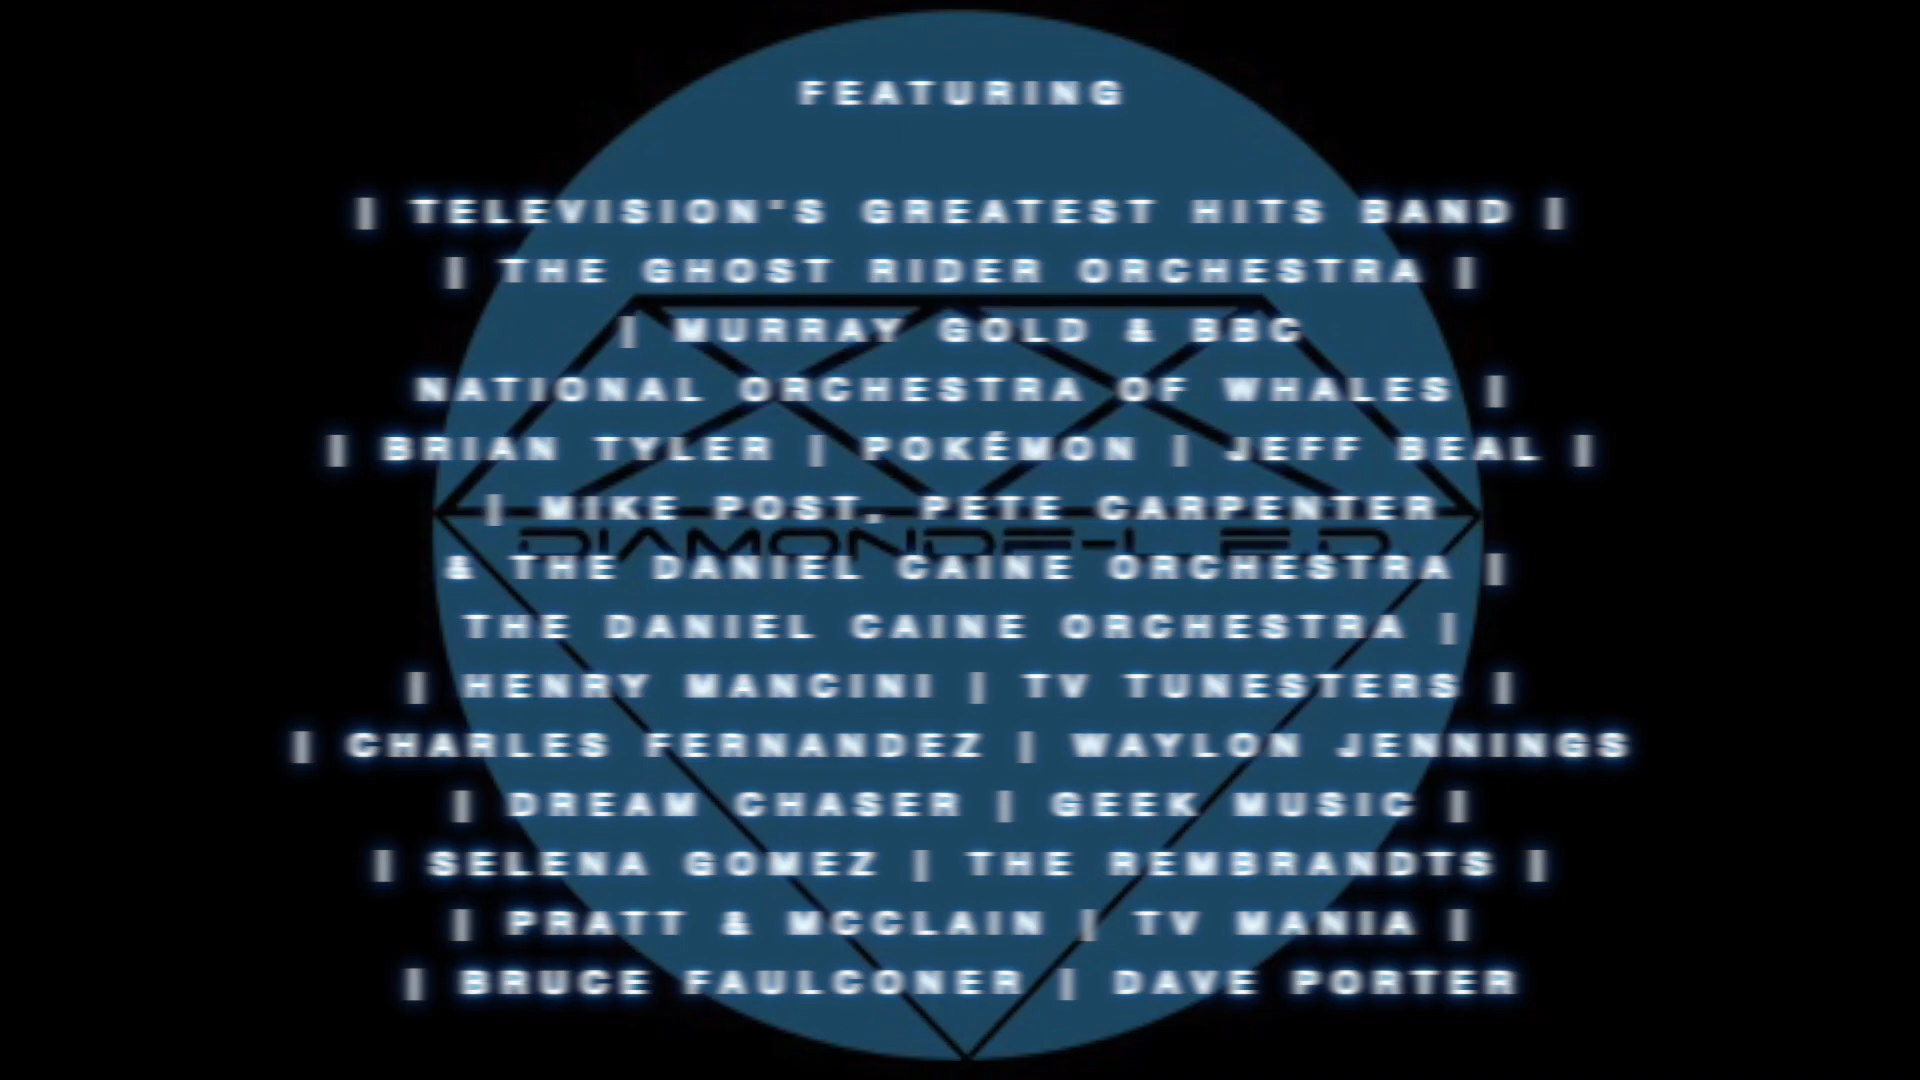 FEATURING
| TELEVISION'S GREATEST HITS BAND |
| THE GHOST RIDER ORCHESTRA |
| MURRAY GOLD & BBC
NATIONAL ORCHESTRA OF WHALES |
| BRIAN TYLER | POKÉMON | JEFF BEAL |
| MIKE POST, PETE CARPENTER
DIAMONDE-L.E.D
& THE DANIEL CAINE ORCHESTRA |
THE DANIEL CAINE ORCHESTRA |
| HENRY MANCINI | TV TUNESTERS |
| CHARLES FERNANDEZ | WAYLON JENNINGS
| DREAM CHASER | GEEK MUSIC |
| SELENA GOMEZ | THE REMBRANDTS |
| PRATT & MCCLAIN | TV MANIA |
| BRUCE FAULCONER | DAVE PORTER